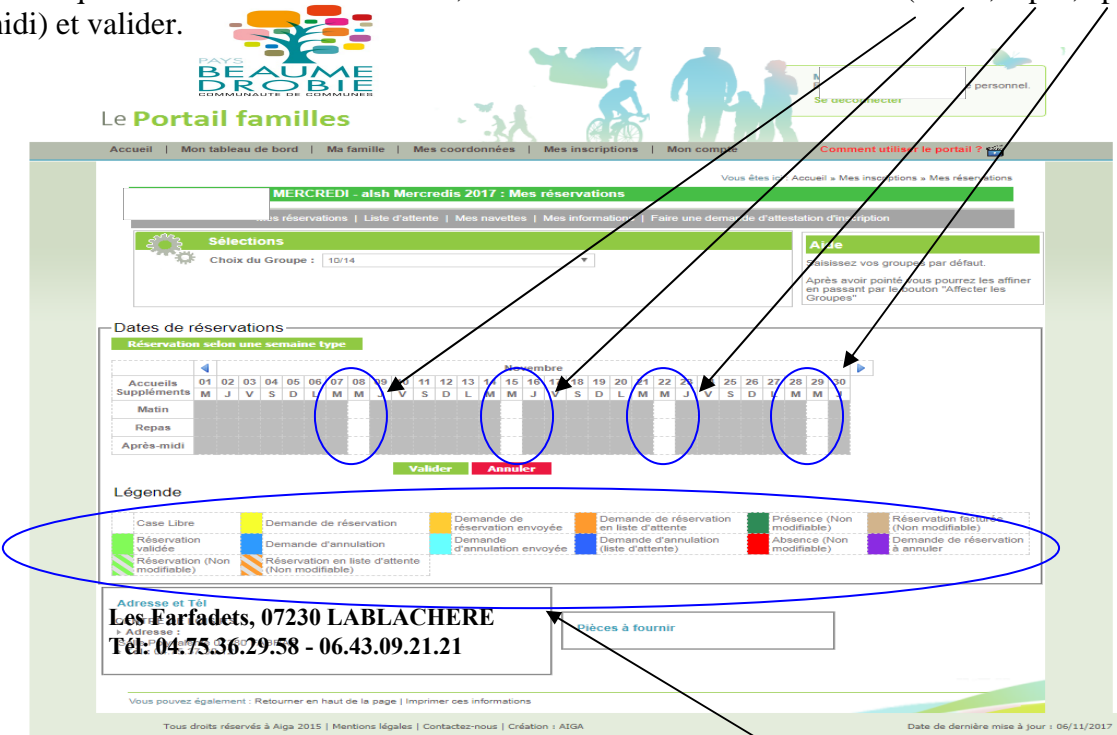 midi) et valider.
PAYS
BEAUME
DROBIE
COMMUNAUTÉ DE COMMUNES
Le Portail familles
personnel.
Se déconnecter
Accueil | Mon tableau de bord | Ma famille | Mes coordonnées | Mes inscriptions | Mon compte
Comment utiliser le portail ?
Vous êtes ici : Accueil » Mes inscriptions » Mes réservations
MERCREDI - alsh Mercredis 2017 : Mes réservations
Mes réservations | Liste d'attente | Mes navettes | Mes informations | Faire une demande d'attestation d'inscription
Sélections
Choix du Groupe : 10/14
Aide
Saisissez vos groupes par défaut.
Après avoir pointé vous pourrez les affiner
en passant par le bouton "Affecter les
Groupes"
Dates de réservations
Réservation selon une semaine type
Novembre
Accueils Suppléments
01 02 03 04 05 06 07 08 09 10 11 12 13 14 15 16 17 18 19 20 21 22 23 24 25 26 27 28 29 30
M J V S D L M M J V S D L M M J V S D L M M J V S D L M M J
Matin
Repas
Après-midi
Valider Annuler
Légende
Case Libre
Demande de réservation
Demande de réservation envoyée
Demande de réservation en liste d'attente
Présence (Non modifiable)
Réservation facturée (Non modifiable)
Réservation validée
Demande d'annulation
Demande d'annulation envoyée
Demande d'annulation (liste d'attente)
Absence (Non modifiable)
Demande de réservation à annuler
Réservation (Non modifiable)
Réservation en liste d'attente (Non modifiable)
Adresse et Tél
Les Farfadets, 07230 LABLACHERE
Adresse :
Tél: 04.75.36.29.58 - 06.43.09.21.21
Pièces à fournir
Vous pouvez également : Retourner en haut de la page | Imprimer ces informations
Tous droits réservés à Aiga 2015 | Mentions légales | Contactez-nous | Création : AIGA
Date de dernière mise à jour : 06/11/2017